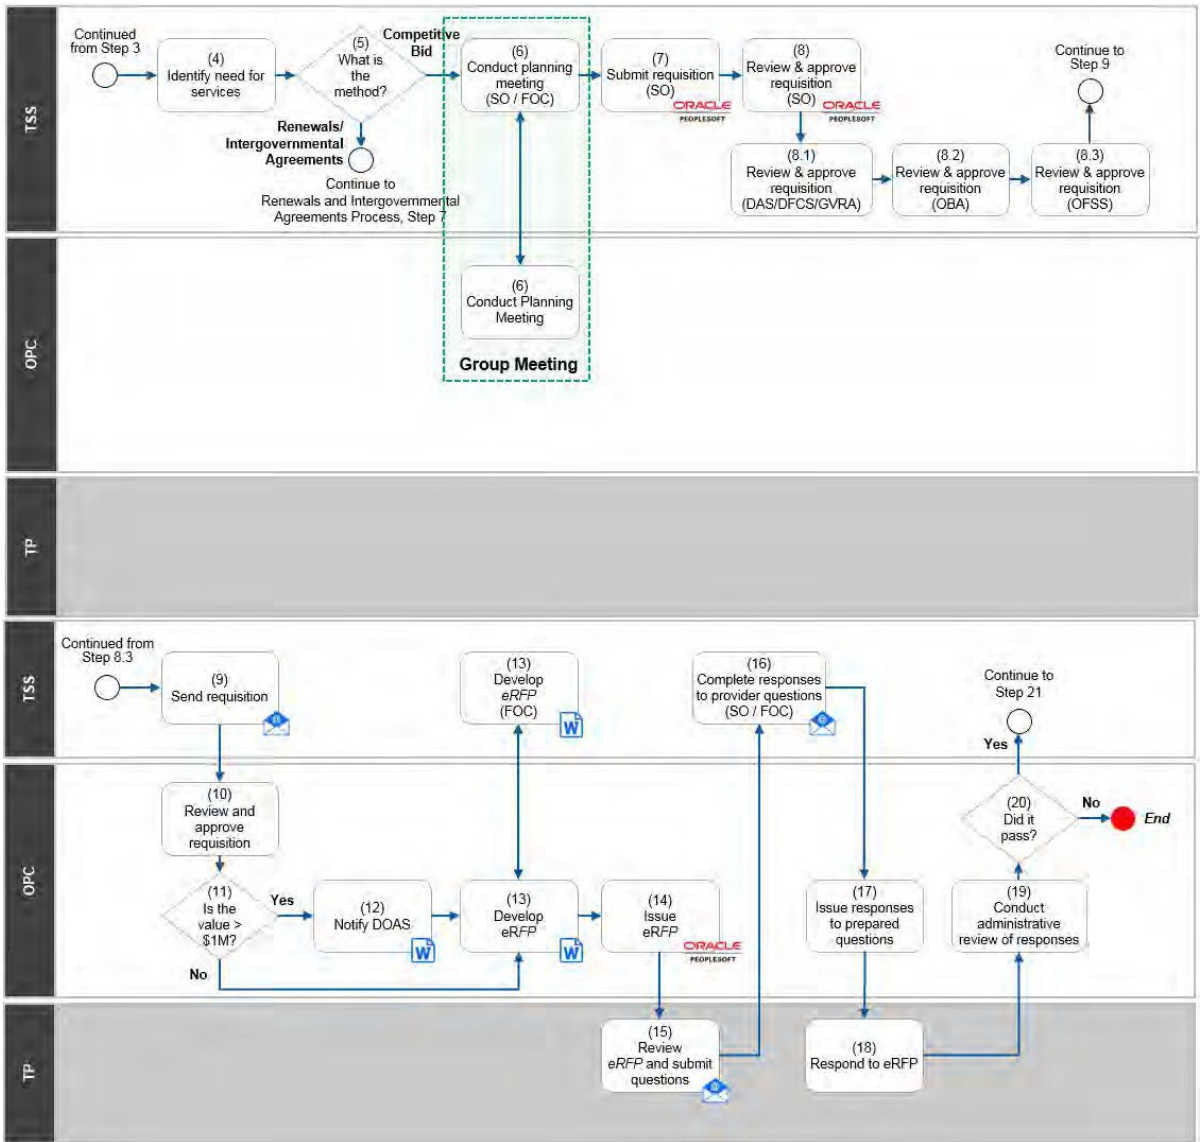 TSS
Continued
from Step 3
(4)
Identify need for
services
(5)
What is
the
method?
Competitive
Bid
Renewals/
Intergovernmental
Agreements
Continue to
Renewals and Intergovernmental
Agreements Process, Step 7
(6)
Conduct planning
meeting
(SO / FOC)
(7)
Submit requisition
(SO)
ORACLE
PEOPLESOFT
(8)
Review & approve
requisition
(SO)
ORACLE
PEOPLESOFT
(8.1)
Review & approve
requisition
(DAS/DFCS/GVRA)
(8.2)
Review & approve
requisition
(OBA)
(8.3)
Review & approve
requisition
(OFSS)
Continue to
Step 9
OPC
(6)
Conduct Planning
Meeting
Group Meeting
TP
TSS
Continued from
Step 8.3
(9)
Send requisition
(13)
Develop
eRFP
(FOC)
W
(16)
Complete responses
to provider questions
(SO / FOC)
Continue to
Step 21
Yes
OPC
(10)
Review and
approve
requisition
(11)
Is the
value >
$1M?
Yes
No
(12)
Notify DOAS
W
(13)
Develop
eRFP
W
(14)
Issue
eRFP
ORACLE
PEOPLESOFT
(17)
Issue responses
to prepared
questions
(19)
Conduct
administrative
review of responses
(20)
Did it
pass?
No
End
TP
(15)
Review
eRFP and submit
questions
(18)
Respond to eRFP